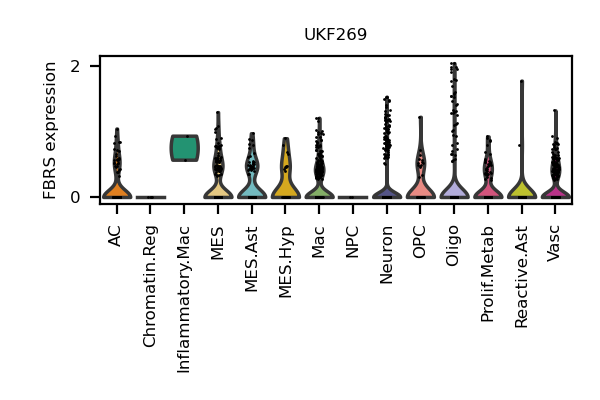 UKF269
FBRS expression
2
0
AC
Chromatin.Reg
Inflammatory.Mac
MES
MES.Ast
MES.Hyp
Mac
NPC
Neuron
OPC
Oligo
Prolif.Metab
Reactive.Ast
Vasc